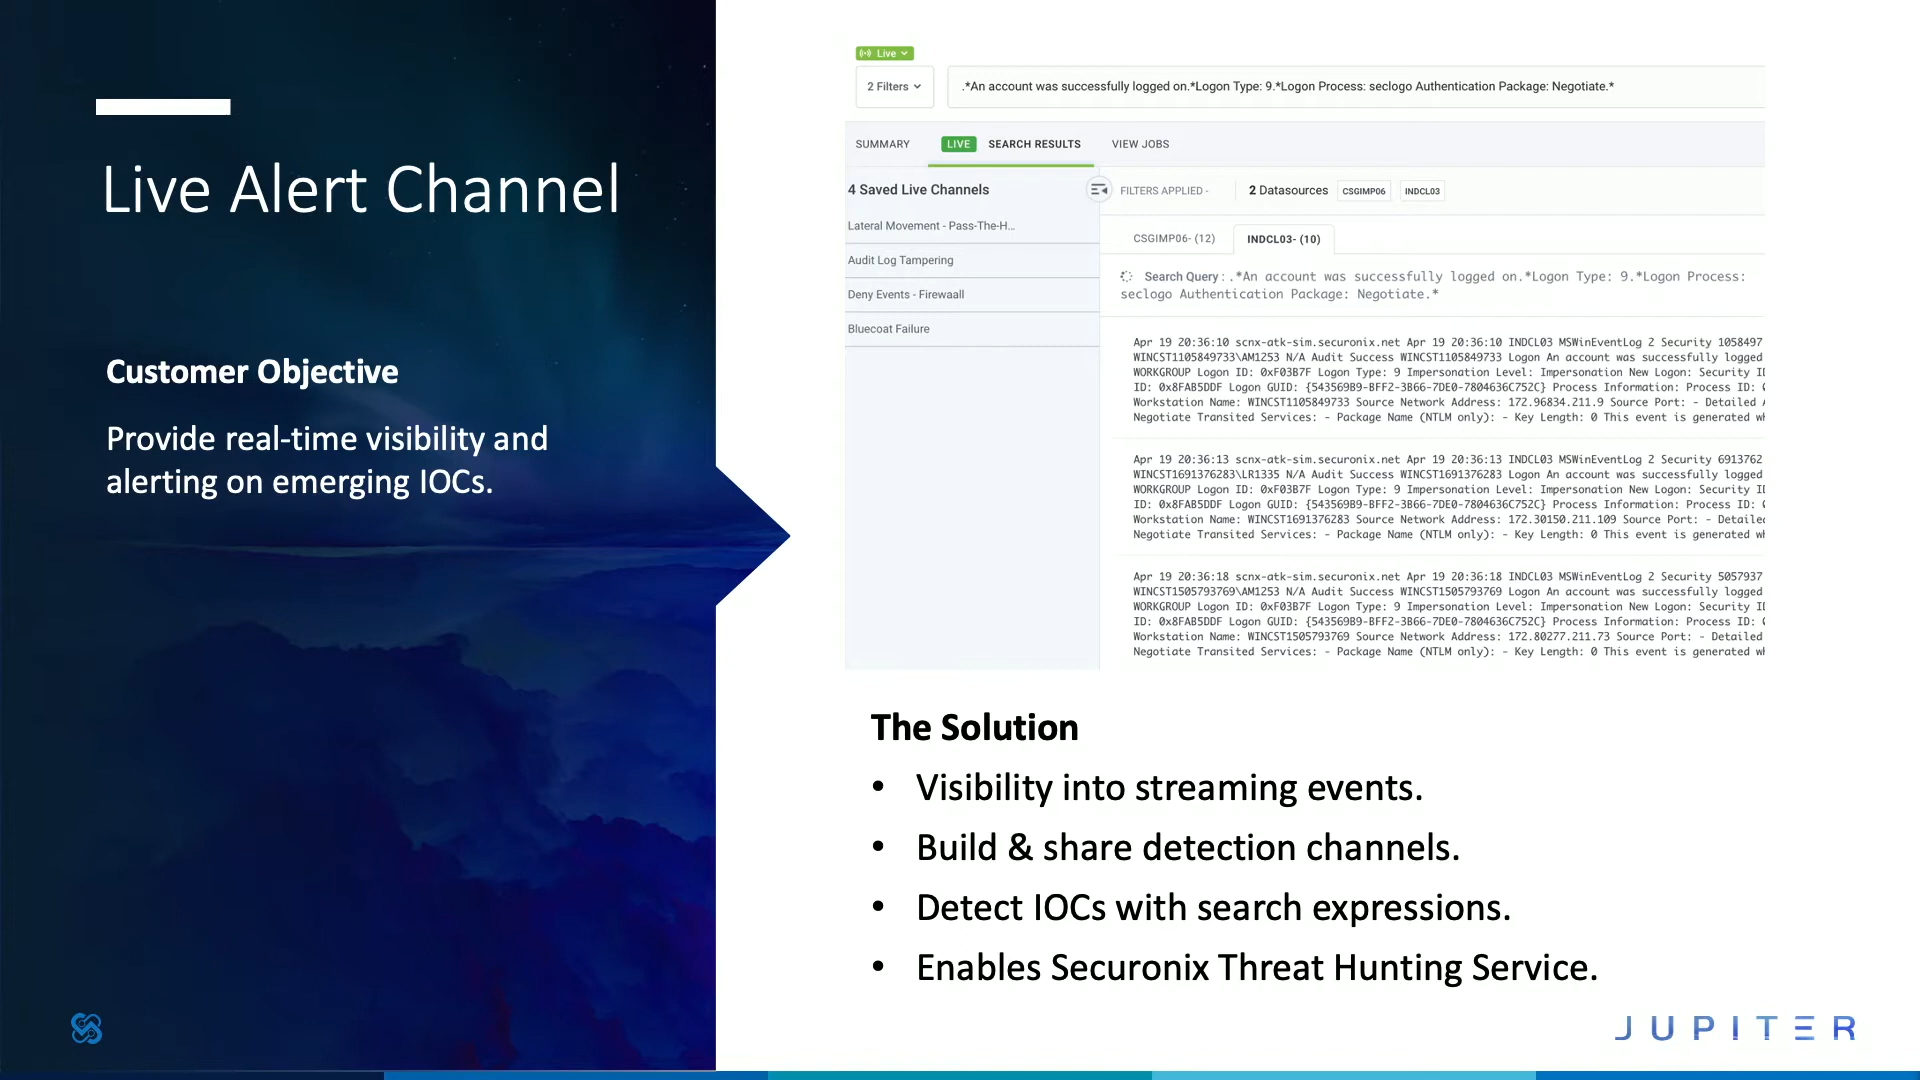 Live Alert Channel
Customer Objective
Provide real-time visibility and
alerting on emerging IOCs.
Live
2 Filters
.*An account was successfully logged on.*Logon Type: 9.*Logon Process: seclogo Authentication Package: Negotiate.*
SUMMARY
LIVE SEARCH RESULTS
VIEW JOBS
4 Saved Live Channels
Lateral Movement - Pass-The-H...
Audit Log Tampering
Deny Events - Firewaall
Bluecoat Failure
FILTERS APPLIED -
2 Datasources CSGIMP06 INDCL03
CSGIMP06- (12)
INDCL03- (10)
Search Query : .*An account was successfully logged on.*Logon Type: 9.*Logon Process:
seclogo Authentication Package: Negotiate.*
Apr 19 20:36:10 scnx-atk-sim.securonix.net Apr 19 20:36:10 INDCL03 MSWinEventLog 2 Security 1058497
WINCST1105849733\AM1253 N/A Audit Success WINCST1105849733 Logon An account was successfully logged
WORKGROUP Logon ID: 0xF03B7F Logon Type: 9 Impersonation Level: Impersonation New Logon: Security
ID: 0x8FAB5DDF Logon GUID: {543569B9-BFF2-3B66-7DE0-7804636C752C} Process Information: Process ID:
Workstation Name: WINCST1105849733 Source Network Address: 172.96834.211.9 Source Port: - Detailed
Negotiate Transited Services: - Package Name (NTLM only): - Key Length: 0 This event is generated
Apr 19 20:36:13 scnx-atk-sim.securonix.net Apr 19 20:36:13 INDCL03 MSWinEventLog 2 Security 6913762
WINCST1691376283\LR1335 N/A Audit Success WINCST1691376283 Logon An account was successfully logged
WORKGROUP Logon ID: 0xF03B7F Logon Type: 9 Impersonation Level: Impersonation New Logon: Security
ID: 0x8FAB5DDF Logon GUID: {543569B9-BFF2-3B66-7DE0-7804636C752C} Process Information: Process ID:
Workstation Name: WINCST1691376283 Source Network Address: 172.30150.211.109 Source Port: - Detailed
Negotiate Transited Services: - Package Name (NTLM only): - Key Length: 0 This event is generated
Apr 19 20:36:18 scnx-atk-sim.securonix.net Apr 19 20:36:18 INDCL03 MSWinEventLog 2 Security 5057937
WINCST1505793769\AM1253 N/A Audit Success WINCST1505793769 Logon An account was successfully logged
WORKGROUP Logon ID: 0xF03B7F Logon Type: 9 Impersonation Level: Impersonation New Logon: Security
ID: 0x8FAB5DDF Logon GUID: {543569B9-BFF2-3B66-7DE0-7804636C752C} Process Information: Process ID:
Workstation Name: WINCST1505793769 Source Network Address: 172.80277.211.73 Source Port: - Detailed
Negotiate Transited Services: - Package Name (NTLM only): - Key Length: 0 This event is generated
The Solution
• Visibility into streaming events.
• Build & share detection channels.
• Detect IOCs with search expressions.
• Enables Securonix Threat Hunting Service.
JUPITER